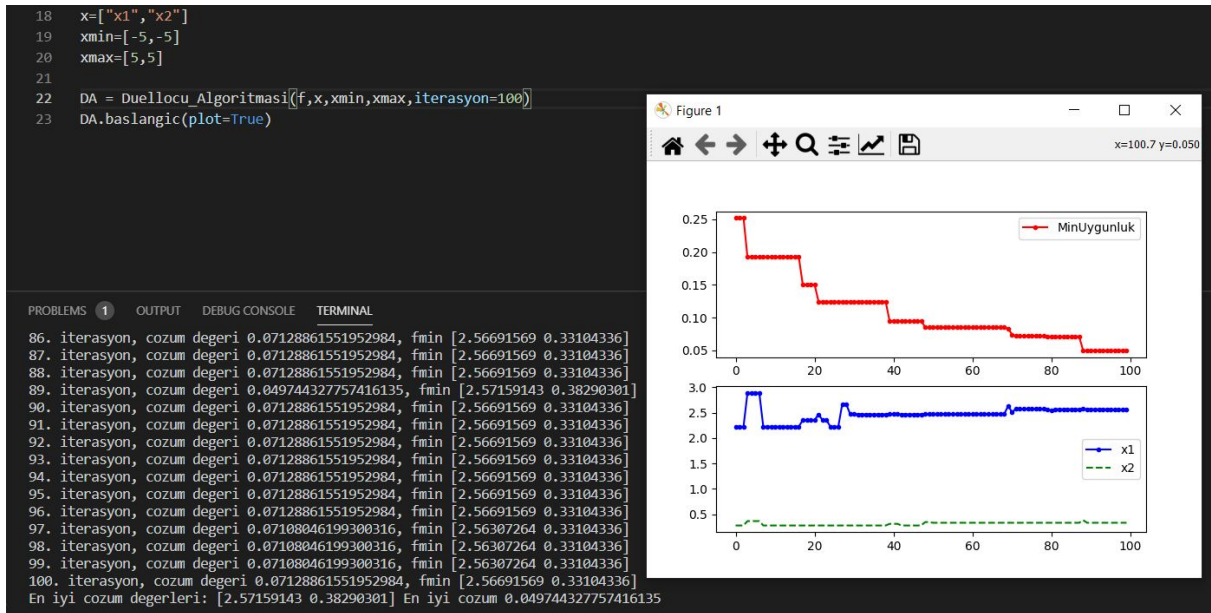 18 x=["x1","x2"]
19 xmin=[-5,-5]
20 xmax=[5,5]
21
22 DA = Duellocu_Algoritmasi(f,x,xmin,xmax,iterasyon=100)
23 DA.baslangic(plot=True)
Figure 1
x=100.7 y=0.050
0.25
0.20
0.15
0.10
0.05
MinUygunluk
0 20 40 60 80 100
3.0
2.5
2.0
1.5
1.0
0.5
x1
x2
0 20 40 60 80 100
PROBLEMS 1 OUTPUT DEBUG CONSOLE TERMINAL
86. iterasyon, cozum degeri 0.07128861551952984, fmin [2.56691569 0.33104336]
87. iterasyon, cozum degeri 0.07128861551952984, fmin [2.56691569 0.33104336]
88. iterasyon, cozum degeri 0.07128861551952984, fmin [2.56691569 0.33104336]
89. iterasyon, cozum degeri 0.049744327757416135, fmin [2.57159143 0.38290301]
90. iterasyon, cozum degeri 0.07128861551952984, fmin [2.56691569 0.33104336]
91. iterasyon, cozum degeri 0.07128861551952984, fmin [2.56691569 0.33104336]
92. iterasyon, cozum degeri 0.07128861551952984, fmin [2.56691569 0.33104336]
93. iterasyon, cozum degeri 0.07128861551952984, fmin [2.56691569 0.33104336]
94. iterasyon, cozum degeri 0.07128861551952984, fmin [2.56691569 0.33104336]
95. iterasyon, cozum degeri 0.07128861551952984, fmin [2.56691569 0.33104336]
96. iterasyon, cozum degeri 0.07128861551952984, fmin [2.56691569 0.33104336]
97. iterasyon, cozum degeri 0.07108046199300316, fmin [2.56307264 0.33104336]
98. iterasyon, cozum degeri 0.07108046199300316, fmin [2.56307264 0.33104336]
99. iterasyon, cozum degeri 0.07108046199300316, fmin [2.56307264 0.33104336]
100. iterasyon, cozum degeri 0.07128861551952984, fmin [2.56691569 0.33104336]
En iyi cozum degerleri: [2.57159143 0.38290301] En iyi cozum 0.049744327757416135